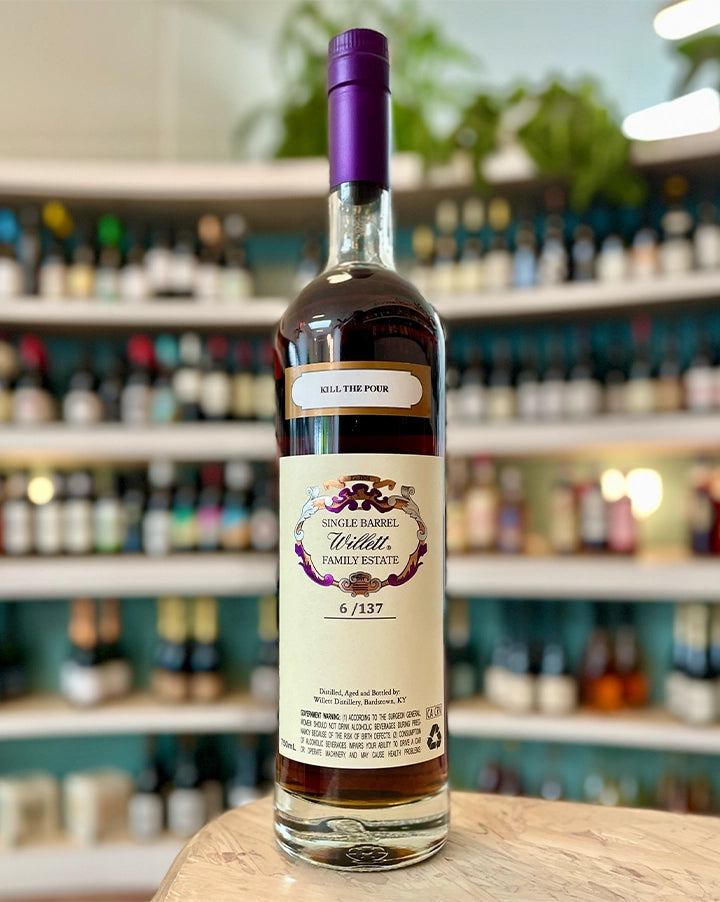 KILL THE POUR
SINGLE BARREL
Willett®
FAMILY ESTATE
6/137
Distilled, Aged and Bottled by:
Willett Distillery, Bardstown, KY
GOVERNMENT WARNING: (1) ACCORDING TO THE SURGEON GENERAL,
WOMEN SHOULD NOT DRINK ALCOHOLIC BEVERAGES DURING PREG-
NANCY BECAUSE OF THE RISK OF BIRTH DEFECTS. (2) CONSUMPTION
OF ALCOHOLIC BEVERAGES IMPAIRS YOUR ABILITY TO DRIVE A CAR
OR OPERATE MACHINERY, AND MAY CAUSE HEALTH PROBLEMS.
CA CRV
750mL